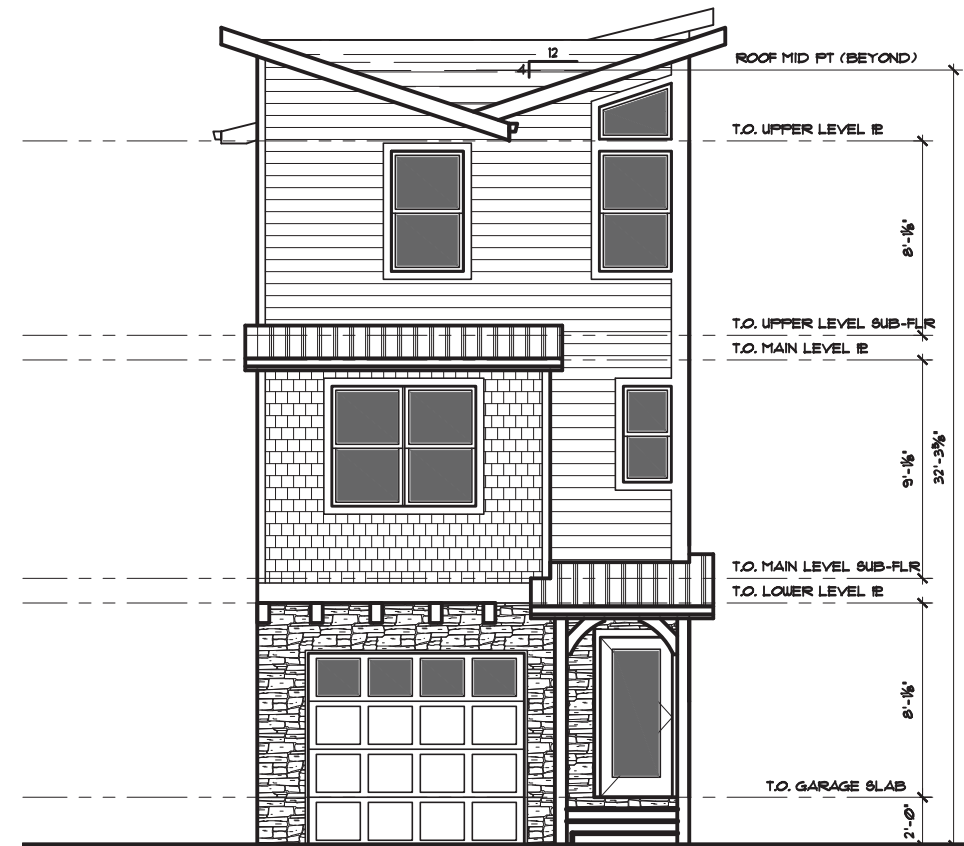 12
4
ROOF MID PT (BEYOND)
T.O. UPPER LEVEL PL
8'-1⅛"
T.O. UPPER LEVEL SUB-FLR
T.O. MAIN LEVEL PL
9'-1⅛"
32'-3⅝"
T.O. MAIN LEVEL SUB-FLR
T.O. LOWER LEVEL PL
8'-1⅛"
T.O. GARAGE SLAB
2'-0"